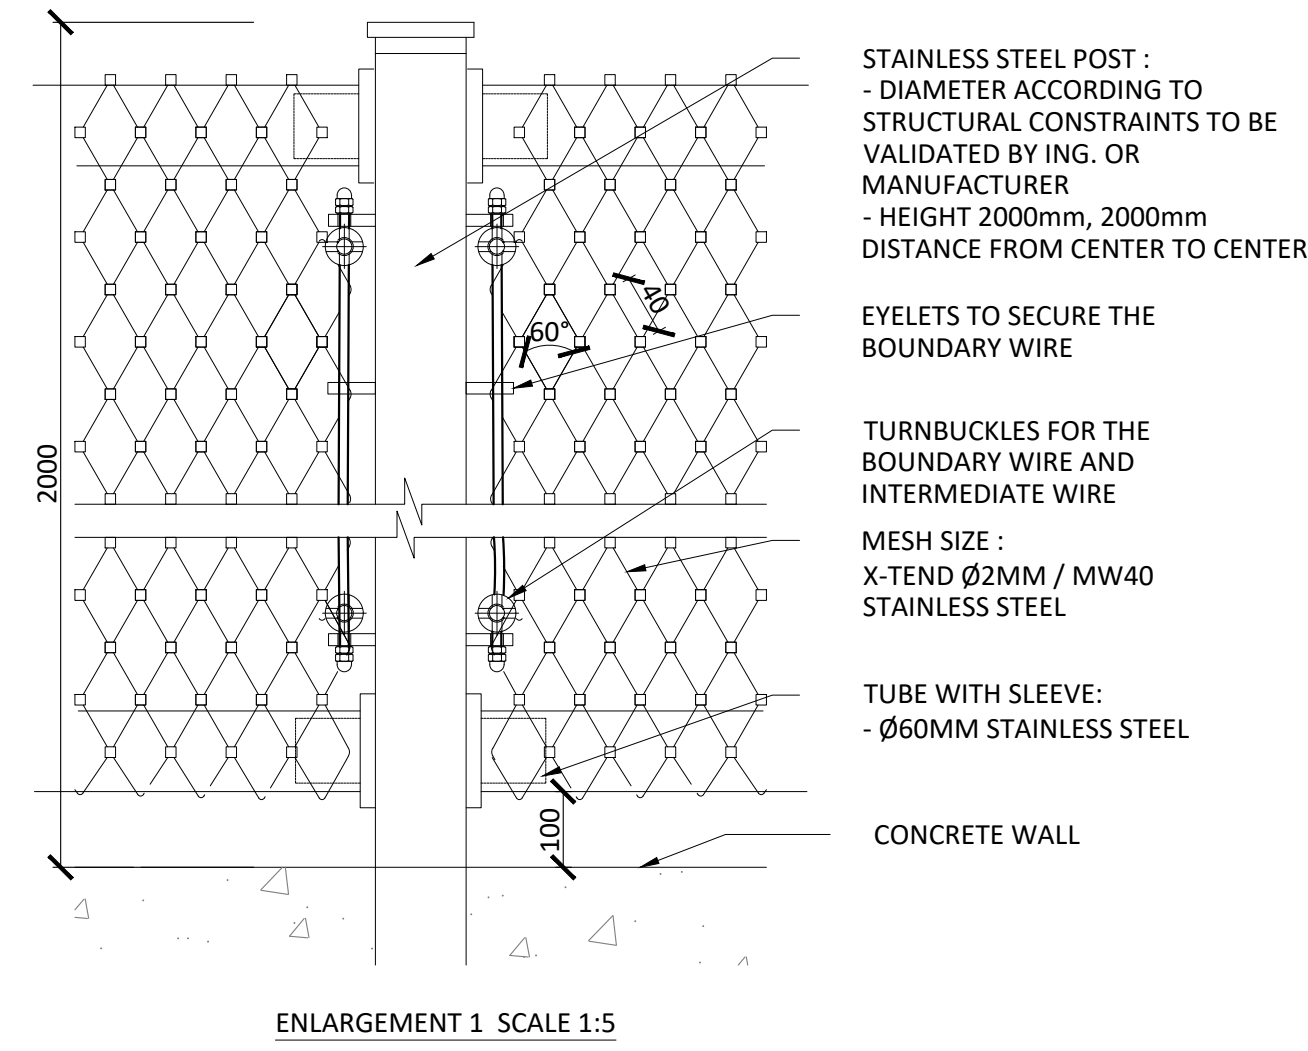 STAINLESS STEEL POST :
- DIAMETER ACCORDING TO
STRUCTURAL CONSTRAINTS TO BE
VALIDATED BY ING. OR
MANUFACTURER
- HEIGHT 2000mm, 2000mm
DISTANCE FROM CENTER TO CENTER
40
60°
EYELETS TO SECURE THE
BOUNDARY WIRE
2000
TURNBUCKLES FOR THE
BOUNDARY WIRE AND
INTERMEDIATE WIRE
MESH SIZE :
X-TEND Ø2MM / MW40
STAINLESS STEEL
TUBE WITH SLEEVE:
- Ø60MM STAINLESS STEEL
100
CONCRETE WALL
ENLARGEMENT 1 SCALE 1:5